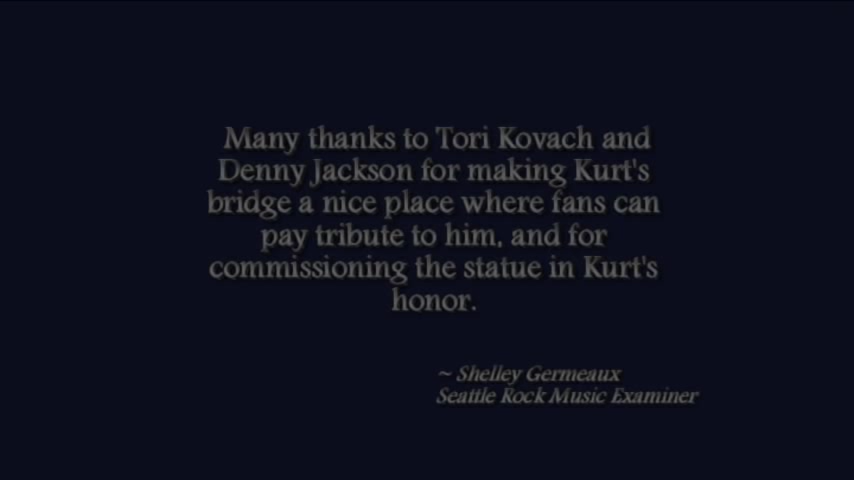 Many thanks to Tori Kovach and
Denny Jackson for making Kurt's
bridge a nice place where fans can
pay tribute to him, and for
commissioning the statue in Kurt's
honor.
~ Shelley Germeaux
Seattle Rock Music Examiner